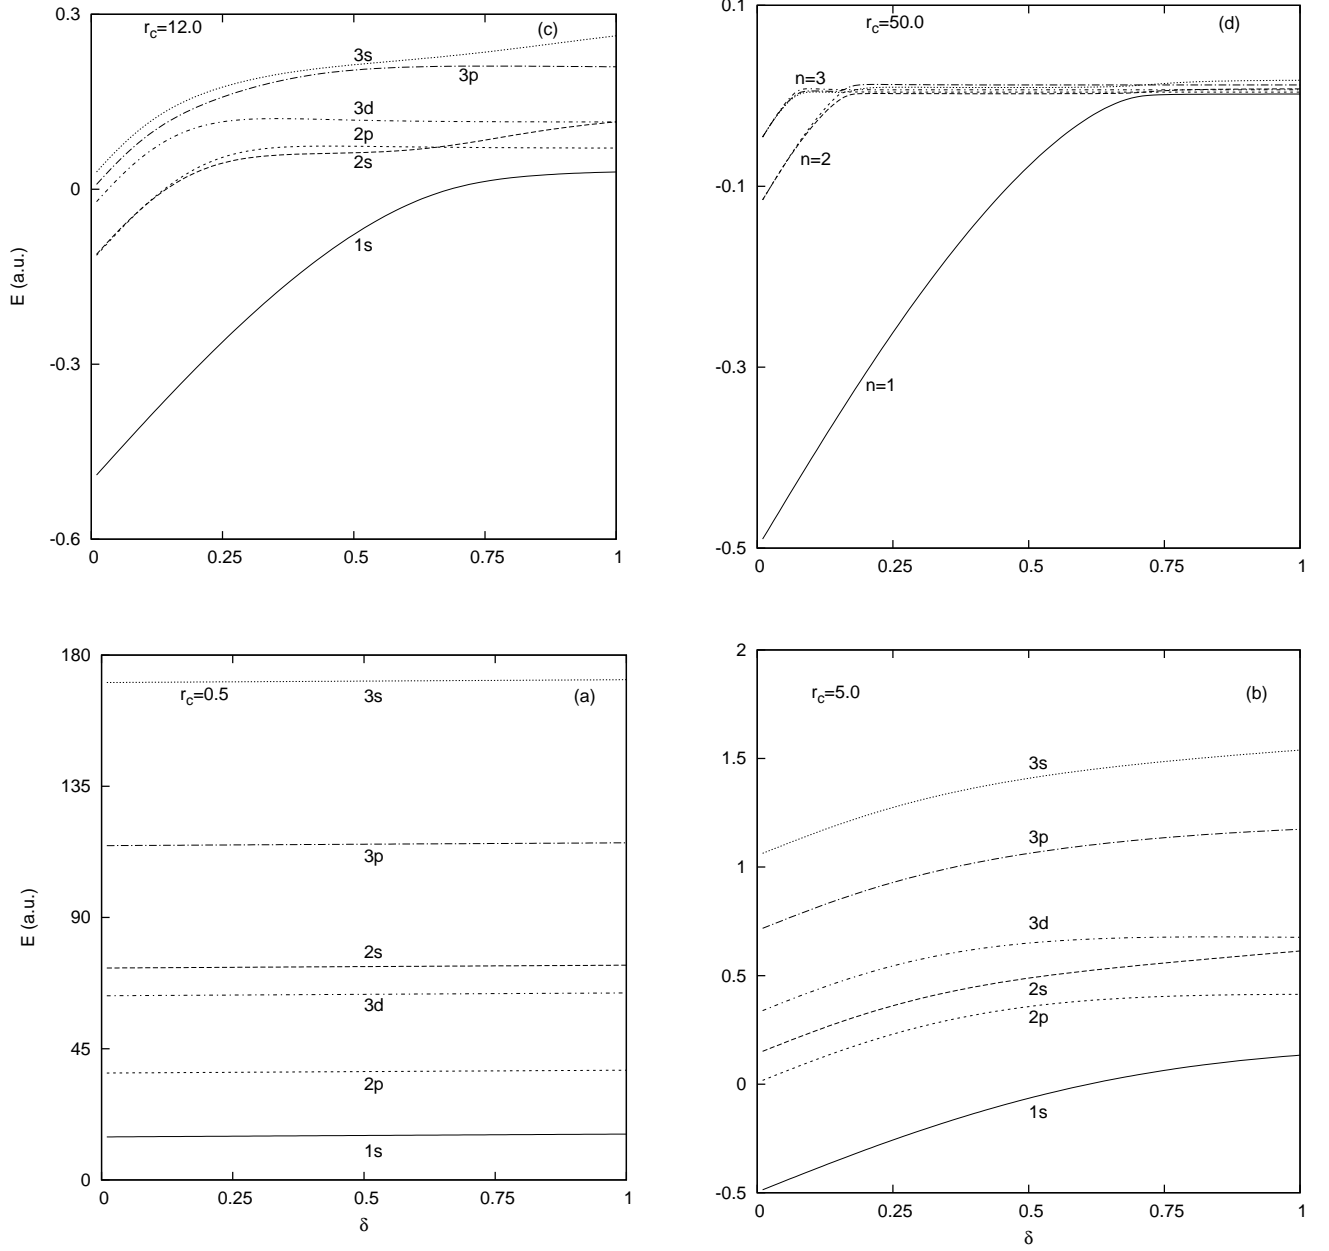 r_c=12.0
(c)
0.3
0
-0.3
-0.6
E (a.u.)
3s
3p
3d
2p
2s
1s
0
0.25
0.5
0.75
1
r_c=50.0
(d)
0.1
-0.1
-0.3
-0.5
n=3
n=2
n=1
0
0.25
0.5
0.75
1
r_c=0.5
(a)
180
135
90
45
0
E (a.u.)
3s
3p
2s
3d
2p
1s
0
0.25
0.5
0.75
1
δ
r_c=5.0
(b)
2
1.5
1
0.5
0
-0.5
3s
3p
3d
2s
2p
1s
0
0.25
0.5
0.75
1
δ